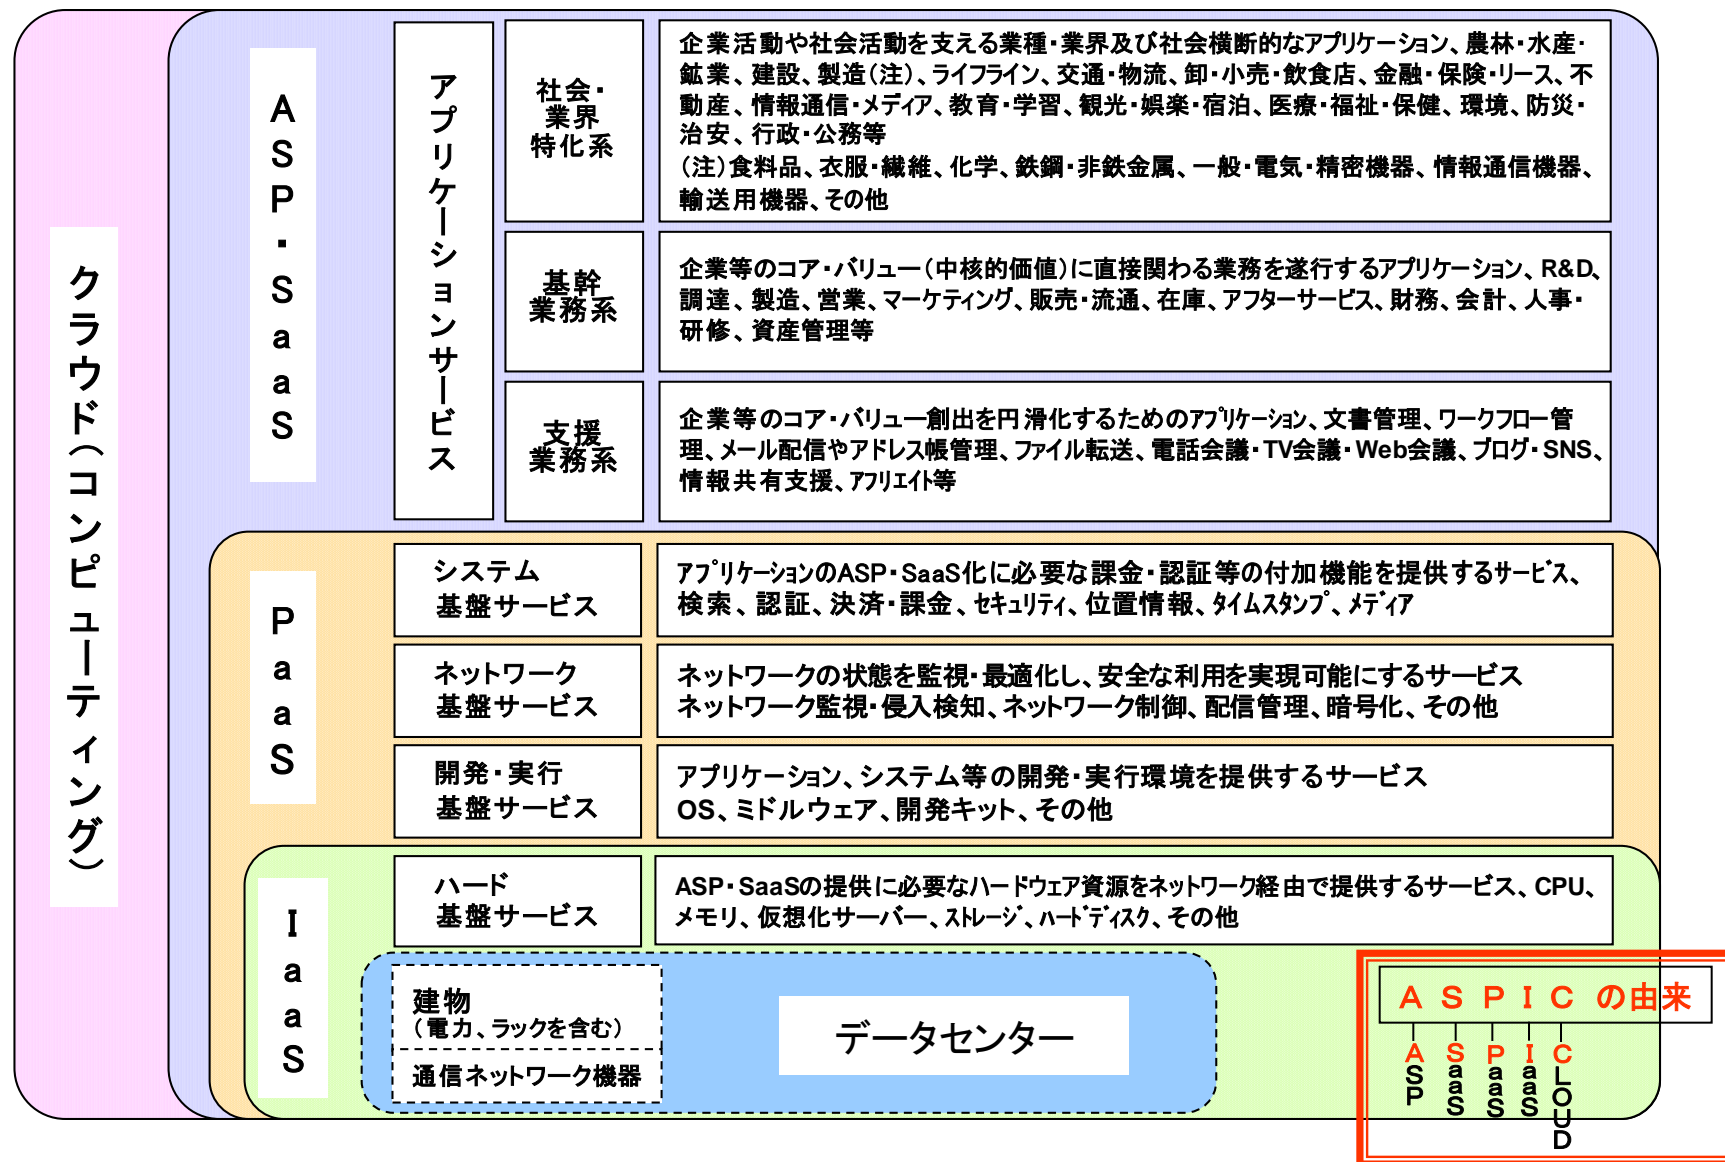 クラウド（コンピューティング）
ASP・SaaS
アプリケーションサービス
社会・
業界
特化系
企業活動や社会活動を支える業種・業界及び社会横断的なアプリケーション、農林・水産・
鉱業、建設、製造（注）、ライフライン、交通・物流、卸・小売・飲食店、金融・保険・リース、不
動産、情報通信・メディア、教育・学習、観光・娯楽・宿泊、医療・福祉・保健、環境、防災・
治安、行政・公務等
（注）食料品、衣服・繊維、化学、鉄鋼・非鉄金属、一般・電気・精密機器、情報通信機器、
輸送用機器、その他
基幹
業務系
企業等のコア・バリュー（中核的価値）に直接関わる業務を遂行するアプリケーション、R&D、
調達、製造、営業、マーケティング、販売・流通、在庫、アフターサービス、財務、会計、人事・
研修、資産管理等
支援
業務系
企業等のコア・バリュー創出を円滑化するためのアプリケーション、文書管理、ワークフロー管
理、メール配信やアドレス帳管理、ファイル転送、電話会議・TV会議・Web会議、ブログ・SNS、
情報共有支援、アフリエイト等
PaaS
システム
基盤サービス
アプリケーションのASP・SaaS化に必要な課金・認証等の付加機能を提供するサービス、
検索、認証、決済・課金、セキュリティ、位置情報、タイムスタンプ、メディア
ネットワーク
基盤サービス
ネットワークの状態を監視・最適化し、安全な利用を実現可能にするサービス
ネットワーク監視・侵入検知、ネットワーク制御、配信管理、暗号化、その他
開発・実行
基盤サービス
アプリケーション、システム等の開発・実行環境を提供するサービス
OS、ミドルウェア、開発キット、その他
IaaS
ハード
基盤サービス
ASP・SaaSの提供に必要なハードウェア資源をネットワーク経由で提供するサービス、CPU、
メモリ、仮想化サーバー、ストレージ、ハードディスク、その他
建物
（電力、ラックを含む）
通信ネットワーク機器
データセンター
ASPICの由来
ASP
SaaS
PaaS
IaaS
CLOUD